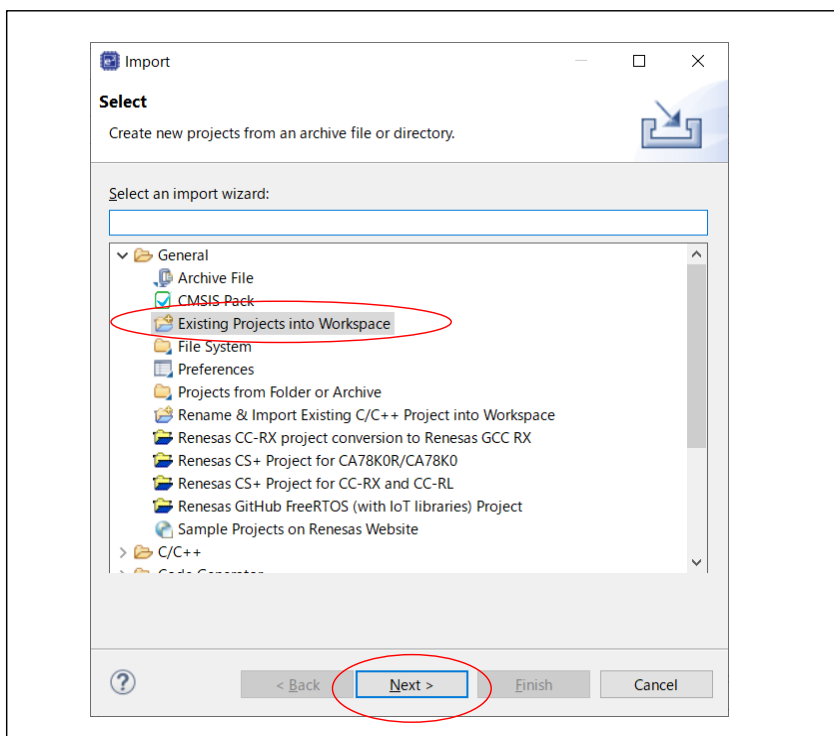 Import
Select
Create new projects from an archive file or directory.
Select an import wizard:
General
Archive File
CMSIS Pack
Existing Projects into Workspace
File System
Preferences
Projects from Folder or Archive
Rename & Import Existing C/C++ Project into Workspace
Renesas CC-RX project conversion to Renesas GCC RX
Renesas CS+ Project for CA78K0R/CA78K0
Renesas CS+ Project for CC-RX and CC-RL
Renesas GitHub FreeRTOS (with IoT libraries) Project
Sample Projects on Renesas Website
C/C++
Code Generator
? < Back Next > Finish Cancel